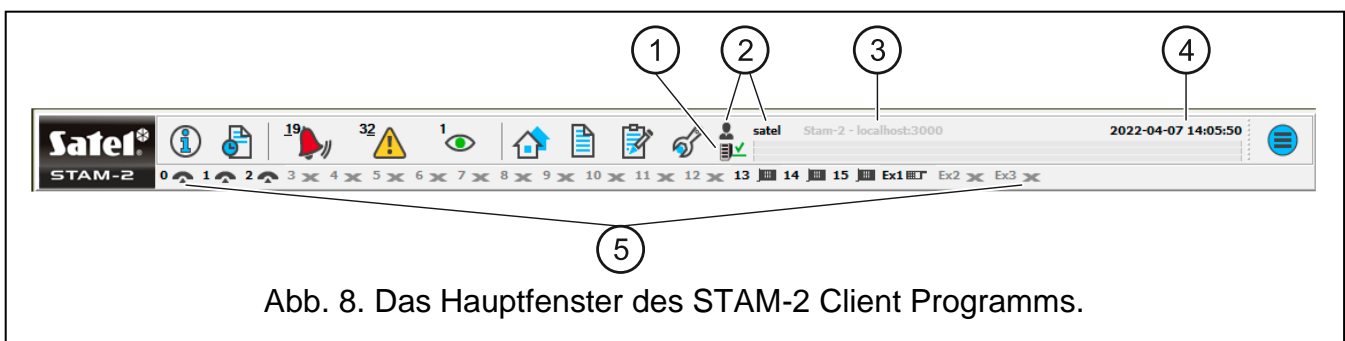 1 2 3 4
Satel® 19 32 1 satel Stam-2 - localhost:3000 2022-04-07 14:05:50
STAM-2 0 1 2 3 4 5 6 7 8 9 10 11 12 13 14 15 Ex1 Ex2 Ex3
5
Abb. 8. Das Hauptfenster des STAM-2 Client Programms.